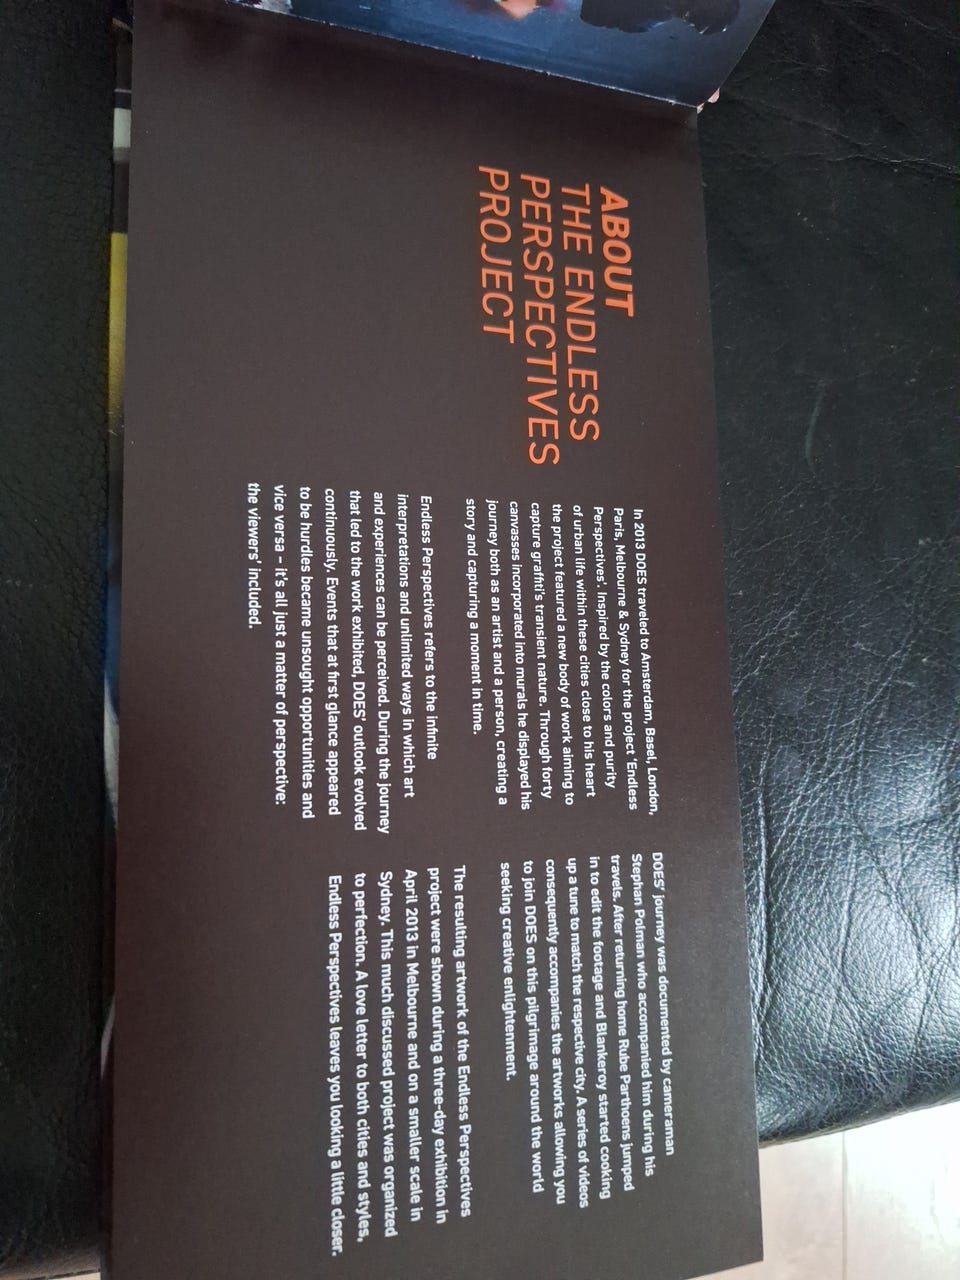 ABOUT
THE ENDLESS
PERSPECTIVES
PROJECT
In 2013 DOES traveled to Amsterdam, Basel, London,
Paris, Melbourne & Sydney for the project 'Endless
Perspectives'. Inspired by the colors and purity
of urban life within these cities close to his heart
the project featured a new body of work aiming to
capture graffiti's transient nature. Through forty
canvasses incorporated into murals he displayed his
journey both as an artist and a person, creating a
story and capturing a moment in time.
Endless Perspectives refers to the infinite
interpretations and unlimited ways in which art
and experiences can be perceived. During the journey
that led to the work exhibited, DOES' outlook evolved
continuously. Events that at first glance appeared
to be hurdles became unsought opportunities and
vice versa – it's all just a matter of perspective:
the viewers' included.
DOES' journey was documented by cameraman
Stephan Polman who accompanied him during his
travels. After returning home Rube Parthoens jumped
in to edit the footage and Blankeroy started cooking
up a tune to match the respective city. A series of videos
consequently accompanies the artworks allowing you
to join DOES on this pilgrimage around the world
seeking creative enlightenment.
The resulting artwork of the Endless Perspectives
project were shown during a three-day exhibition in
April 2013 in Melbourne and on a smaller scale in
Sydney. This much discussed project was organized
to perfection. A love letter to both cities and styles,
Endless Perspectives leaves you looking a little closer.